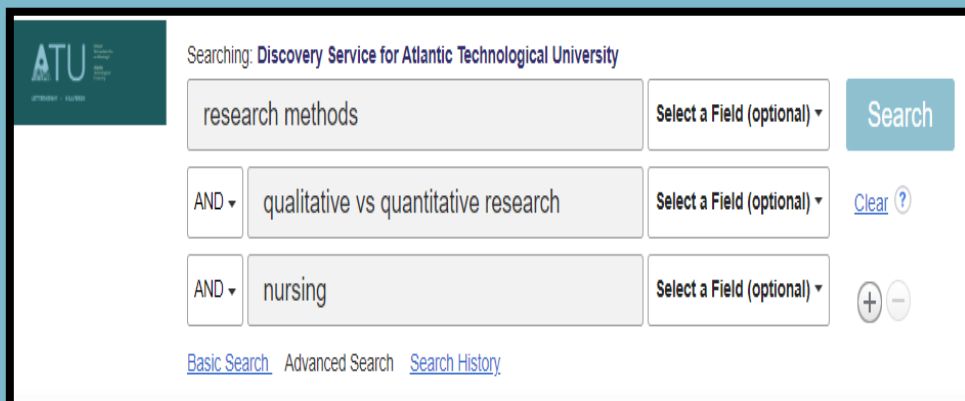 ATU
Searching: Discovery Service for Atlantic Technological University
research methods Select a Field (optional) Search
AND qualitative vs quantitative research Select a Field (optional) Clear ?
AND nursing Select a Field (optional) + −
Basic Search Advanced Search Search History